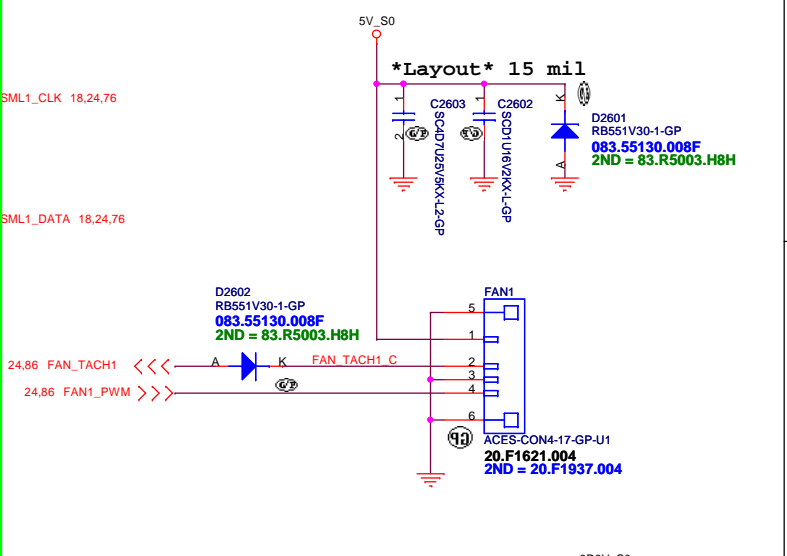 5V_S0
*Layout* 15 mil
SML1_CLK 18,24,76
1
2
C2603
SC4D7U25V5KX-L2-GP
1
2
C2602
SCD1U16V2KX-L-GP
K
A
D2601
RB551V30-1-GP
083.55130.008F
2ND = 83.R5003.H8H
SML1_DATA 18,24,76
D2602
RB551V30-1-GP
083.55130.008F
2ND = 83.R5003.H8H
FAN1
5
1
24,86 FAN_TACH1
A
K
FAN_TACH1_C
2
3
24,86 FAN1_PWM
4
6
ACES-CON4-17-GP-U1
20.F1621.004
2ND = 20.F1937.004